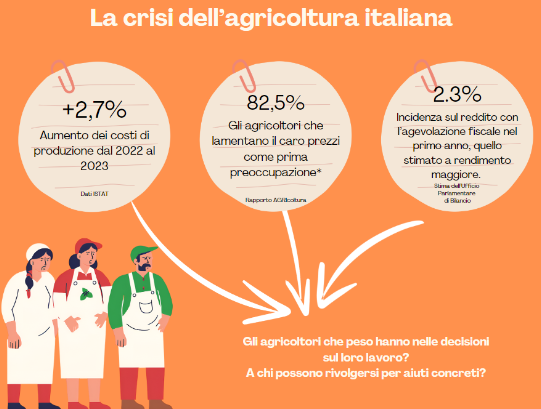 La crisi dell'agricoltura italiana
+2,7%
Aumento dei costi di
produzione dal 2022 al
2023
Dati ISTAT
82,5%
Gli agricoltori che
lamentano il caro prezzi
come prima
preoccupazione*
Rapporto AGRIcoltura
2.3%
Incidenza sul reddito con
l'agevolazione fiscale nel
primo anno, quello
stimato a rendimento
maggiore.
Stima dell'Ufficio
Parlamentare
di Bilancio
Gli agricoltori che peso hanno nelle decisioni
sul loro lavoro?
A chi possono rivolgersi per aiuti concreti?